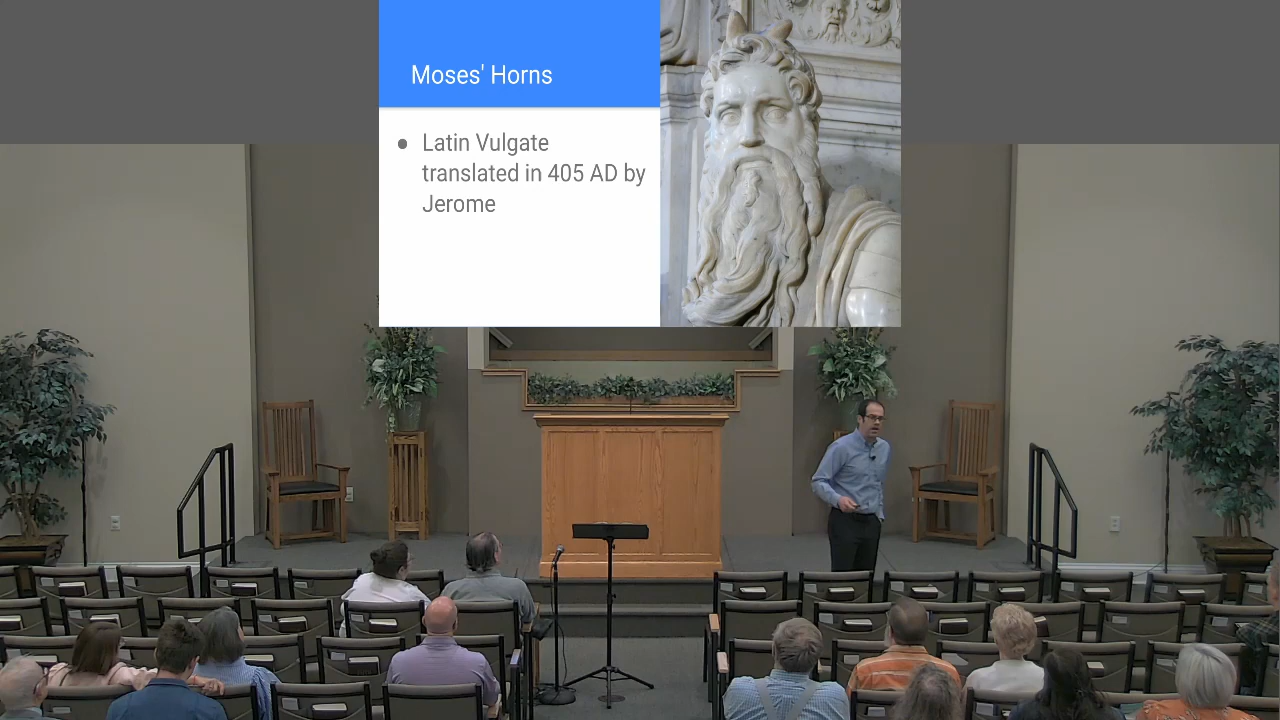 Moses' Horns
● Latin Vulgate
translated in 405 AD by
Jerome